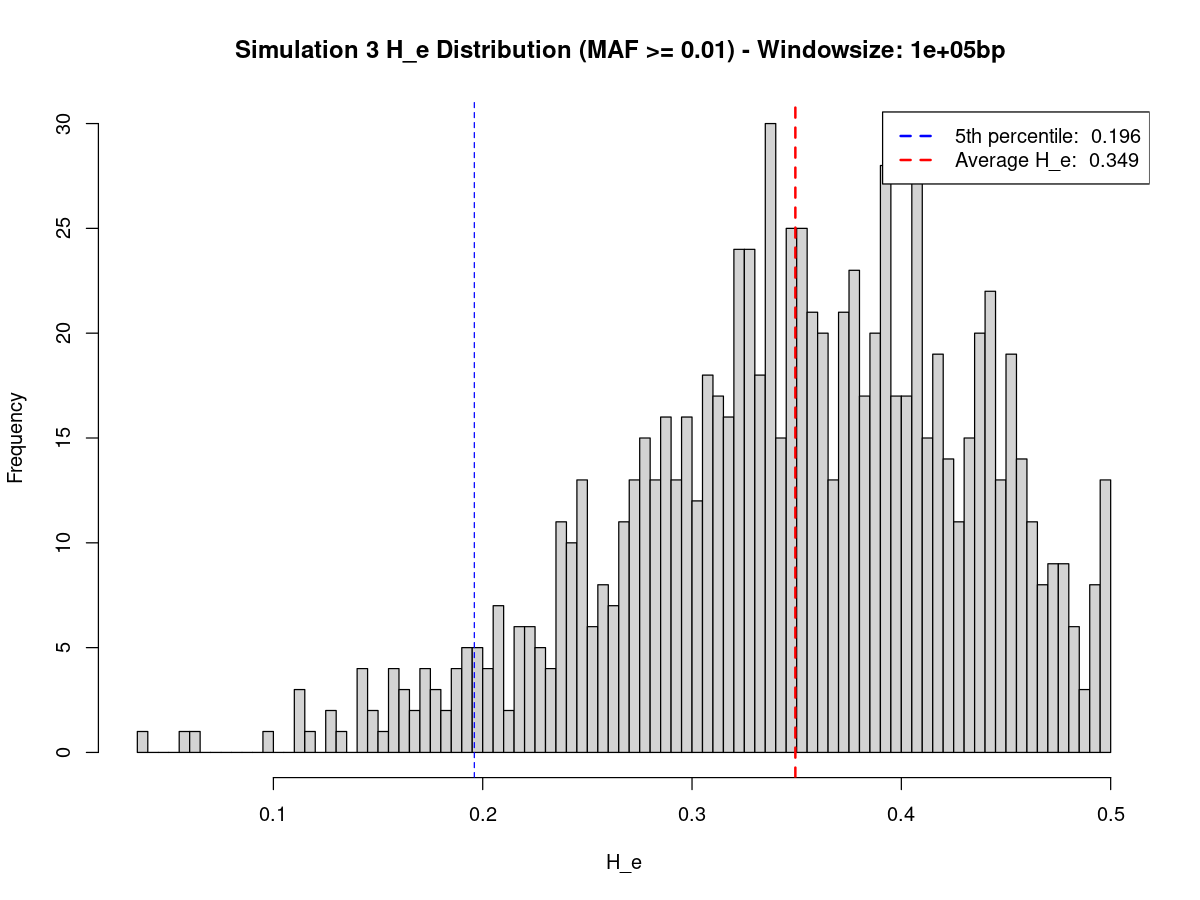 Simulation 3 H_e Distribution (MAF >= 0.01) - Windowsize: 1e+05bp
5th percentile: 0.196
Average H_e: 0.349
Frequency
30
25
20
15
10
5
0
0.1 0.2 0.3 0.4 0.5
H_e